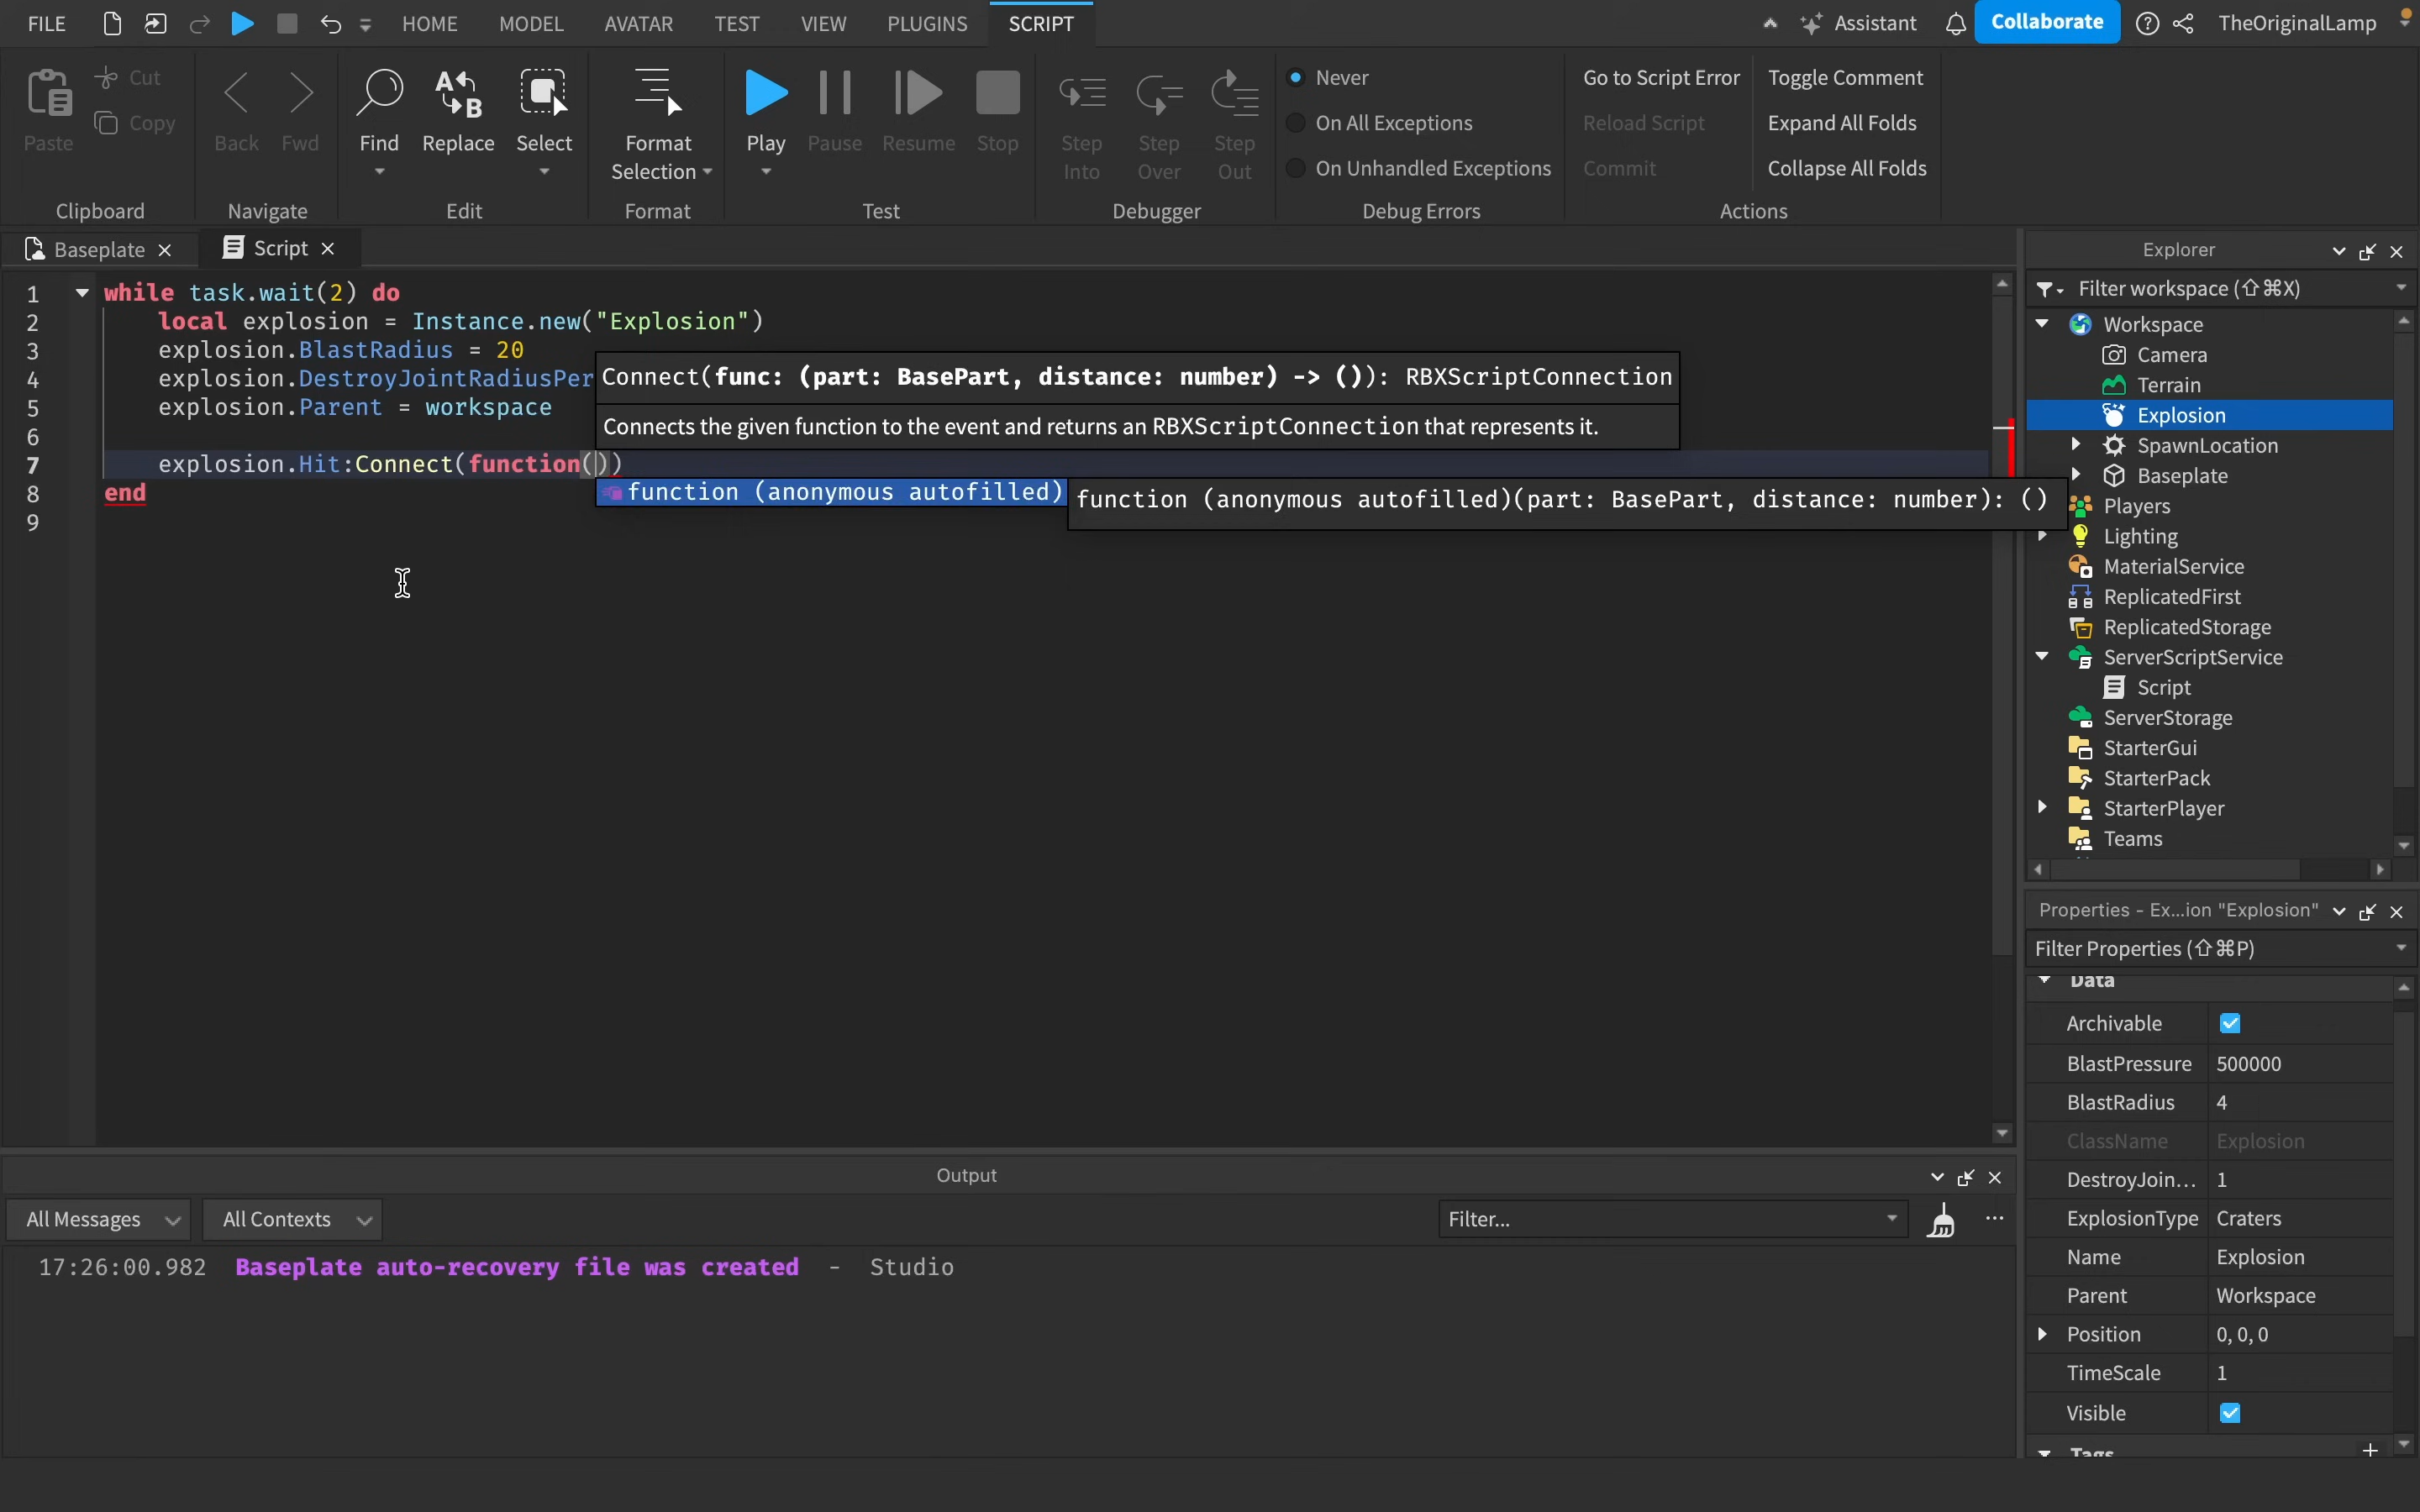 FILE HOME MODEL AVATAR TEST VIEW PLUGINS SCRIPT Assistant Collaborate TheOriginalLamp
Paste Cut Copy
Clipboard
Back Fwd
Navigate
Find Replace Select
Edit
Format Selection
Format
Play Pause Resume Stop
Test
Step Into Step Over Step Out
Debugger
Never
On All Exceptions
On Unhandled Exceptions
Debug Errors
Go to Script Error Toggle Comment
Reload Script Expand All Folds
Commit Collapse All Folds
Actions
Baseplate Script
1 while task.wait(2) do
2 local explosion = Instance.new("Explosion")
3 explosion.BlastRadius = 20
4 explosion.DestroyJointRadiusPer
5 explosion.Parent = workspace
6
7 explosion.Hit:Connect(function())
8 end
9
Connect(func: (part: BasePart, distance: number) -> ()): RBXScriptConnection
Connects the given function to the event and returns an RBXScriptConnection that represents it.
function (anonymous autofilled)
function (anonymous autofilled)(part: BasePart, distance: number): ()
Explorer
Filter workspace (⇧⌘X)
Workspace
Camera
Terrain
Explosion
SpawnLocation
Baseplate
Players
Lighting
MaterialService
ReplicatedFirst
ReplicatedStorage
ServerScriptService
Script
ServerStorage
StarterGui
StarterPack
StarterPlayer
Teams
Properties - Ex...ion "Explosion"
Filter Properties (⇧⌘P)
Data
Archivable
BlastPressure 500000
BlastRadius 4
ClassName Explosion
DestroyJoin... 1
ExplosionType Craters
Name Explosion
Parent Workspace
Position 0, 0, 0
TimeScale 1
Visible
Tags
Output
All Messages All Contexts Filter... ...
17:26:00.982 Baseplate auto-recovery file was created - Studio